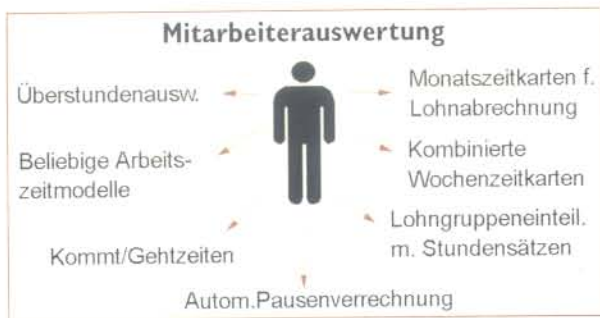 Mitarbeiterauswertung
Überstundenausw.
Beliebige Arbeits-
zeitmodelle
Kommt/Gehtzeiten
Monatszeitkarten f.
Lohnabrechnung
Kombinierte
Wochenzeitkarten
Lohngruppeneinteil.
m. Stundensätzen
Autom.Pausenverrechnung